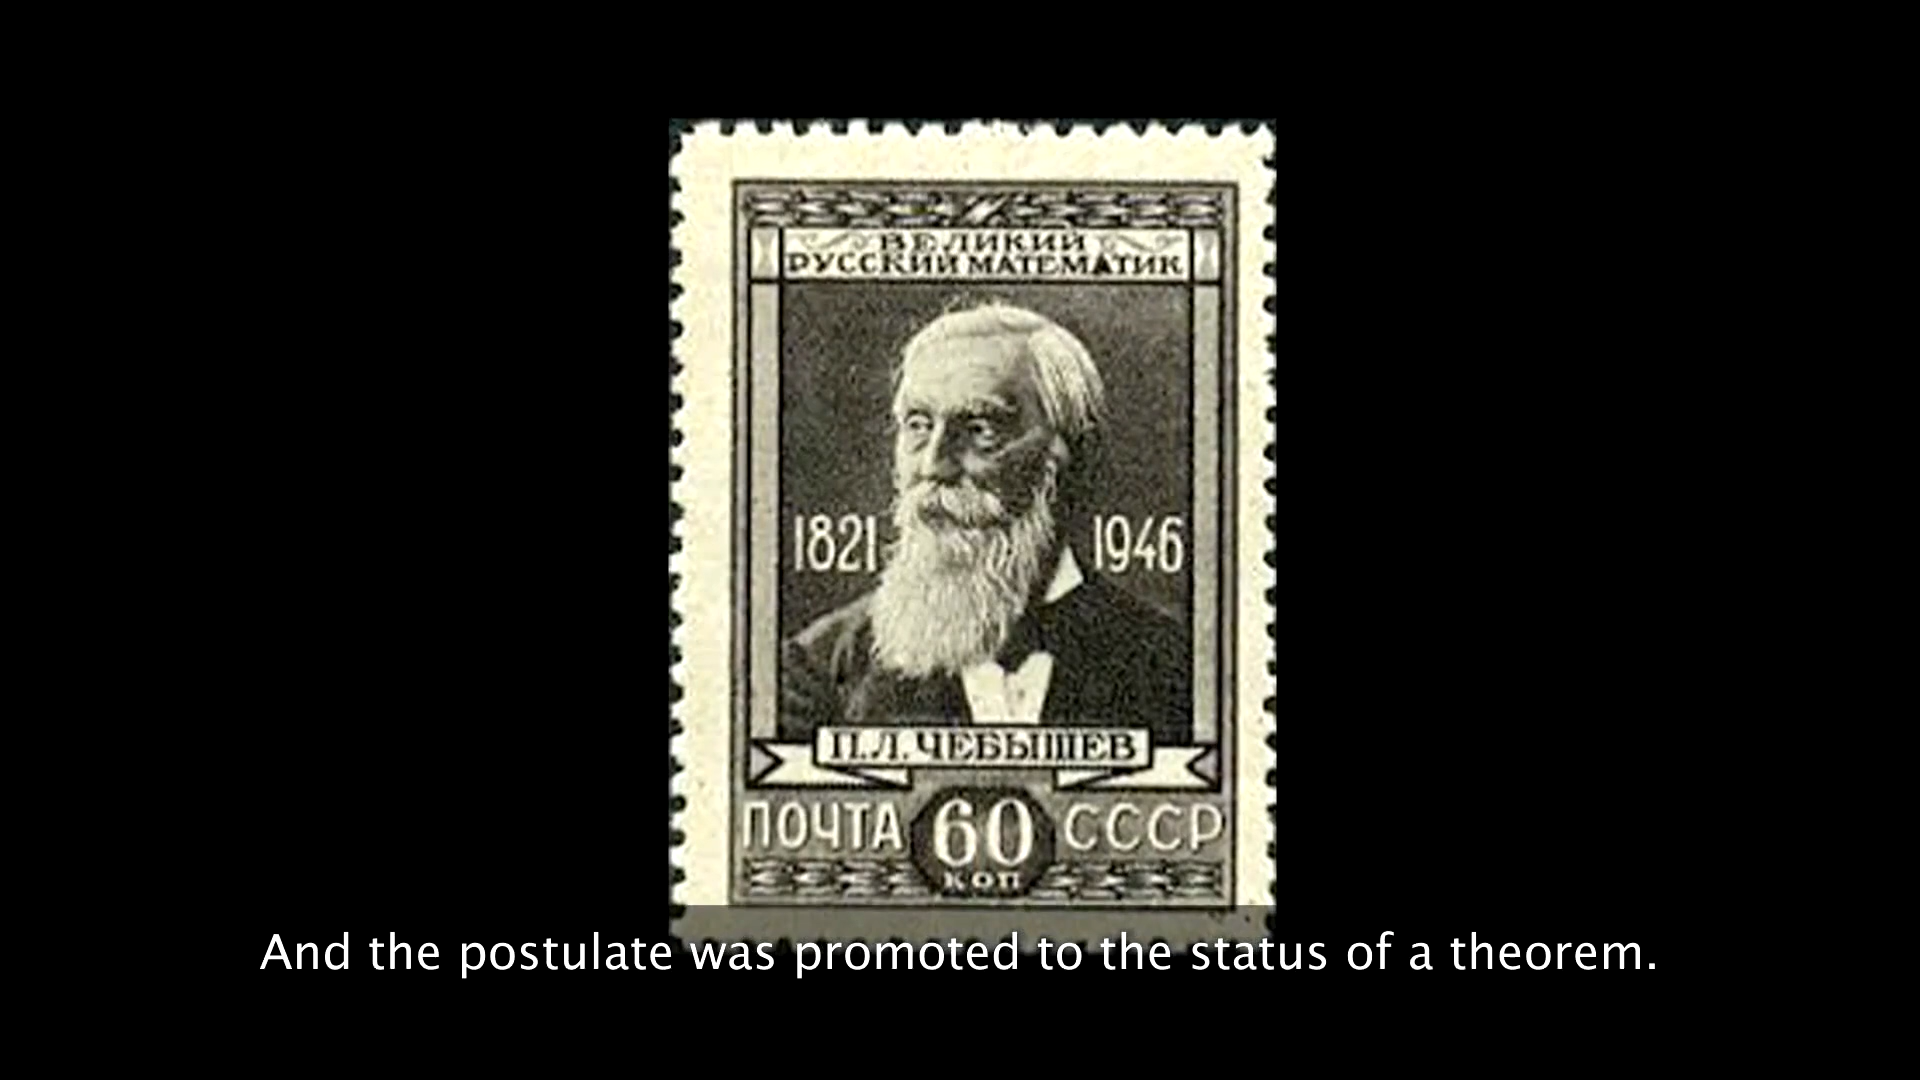 ВЕЛИКИЙ
РУССКИЙ МАТЕМАТИК
1821
1946
П.Л. ЧЕБЫШЕВ
ПОЧТА 60 СССР
КОП
And the postulate was promoted to the status of a theorem.